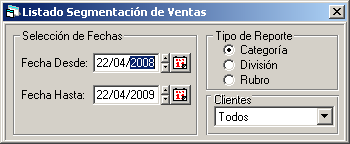 Listado Segmentación de Ventas
Selección de Fechas
Fecha Desde: 22/04/2008
Fecha Hasta: 22/04/2009
Tipo de Reporte
Categoría
División
Rubro
Clientes
Todos